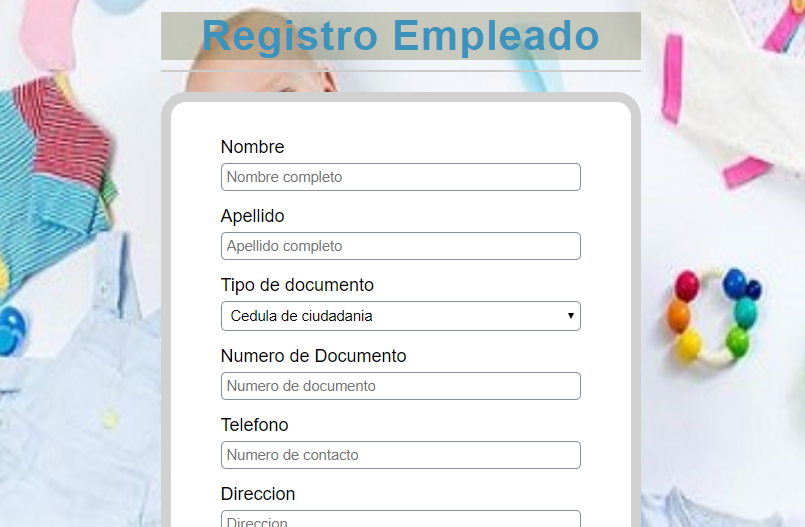 Registro Empleado
Nombre
Nombre completo
Apellido
Apellido completo
Tipo de documento
Cedula de ciudadania
Numero de Documento
Numero de documento
Telefono
Numero de contacto
Direccion
Direccion